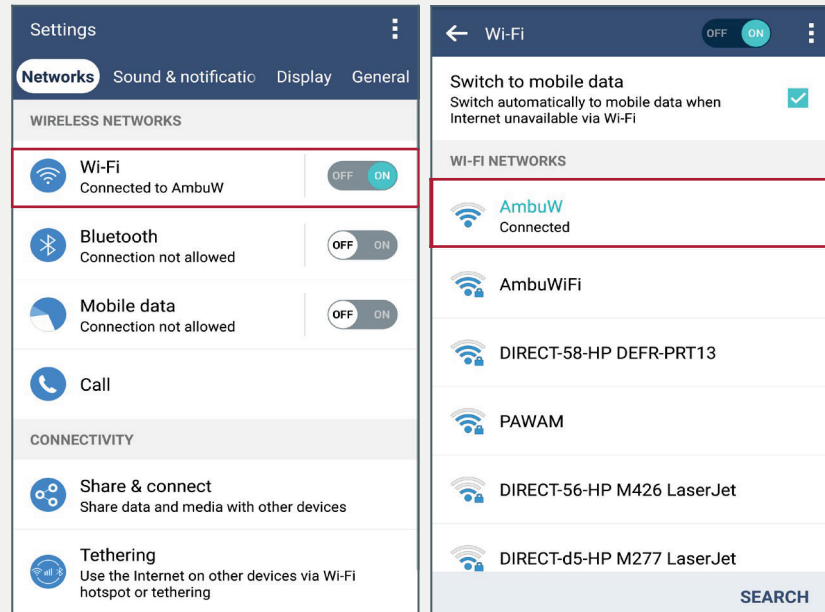 Settings
Networks Sound & notificatio Display General
WIRELESS NETWORKS
Wi-Fi
Connected to AmbuW
OFF ON
Bluetooth
Connection not allowed
OFF ON
Mobile data
Connection not allowed
OFF ON
Call
CONNECTIVITY
Share & connect
Share data and media with other devices
Tethering
Use the Internet on other devices via Wi-Fi
hotspot or tethering
Wi-Fi
OFF ON
Switch to mobile data
Switch automatically to mobile data when
Internet unavailable via Wi-Fi
WI-FI NETWORKS
AmbuW
Connected
AmbuWiFi
DIRECT-58-HP DEFR-PRT13
PAWAM
DIRECT-56-HP M426 LaserJet
DIRECT-d5-HP M277 LaserJet
SEARCH